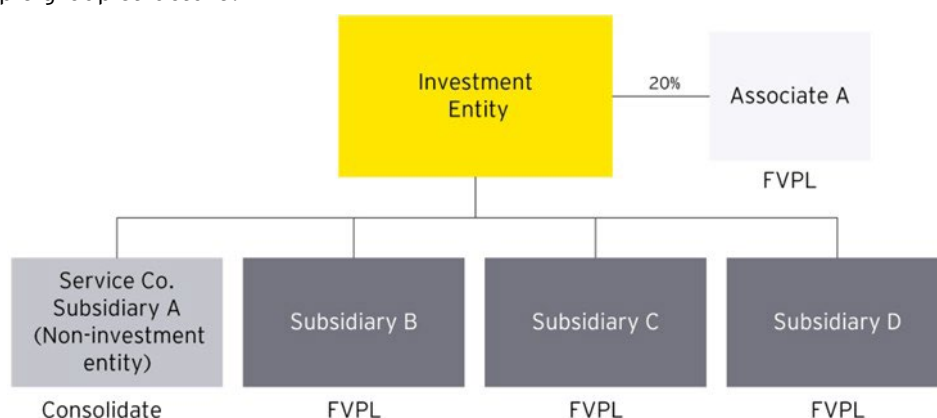 Investment
Entity
20%
Associate A
FVPL
Service Co.
Subsidiary A
(Non-investment
entity)
Subsidiary B
Subsidiary C
Subsidiary D
Consolidate
FVPL
FVPL
FVPL